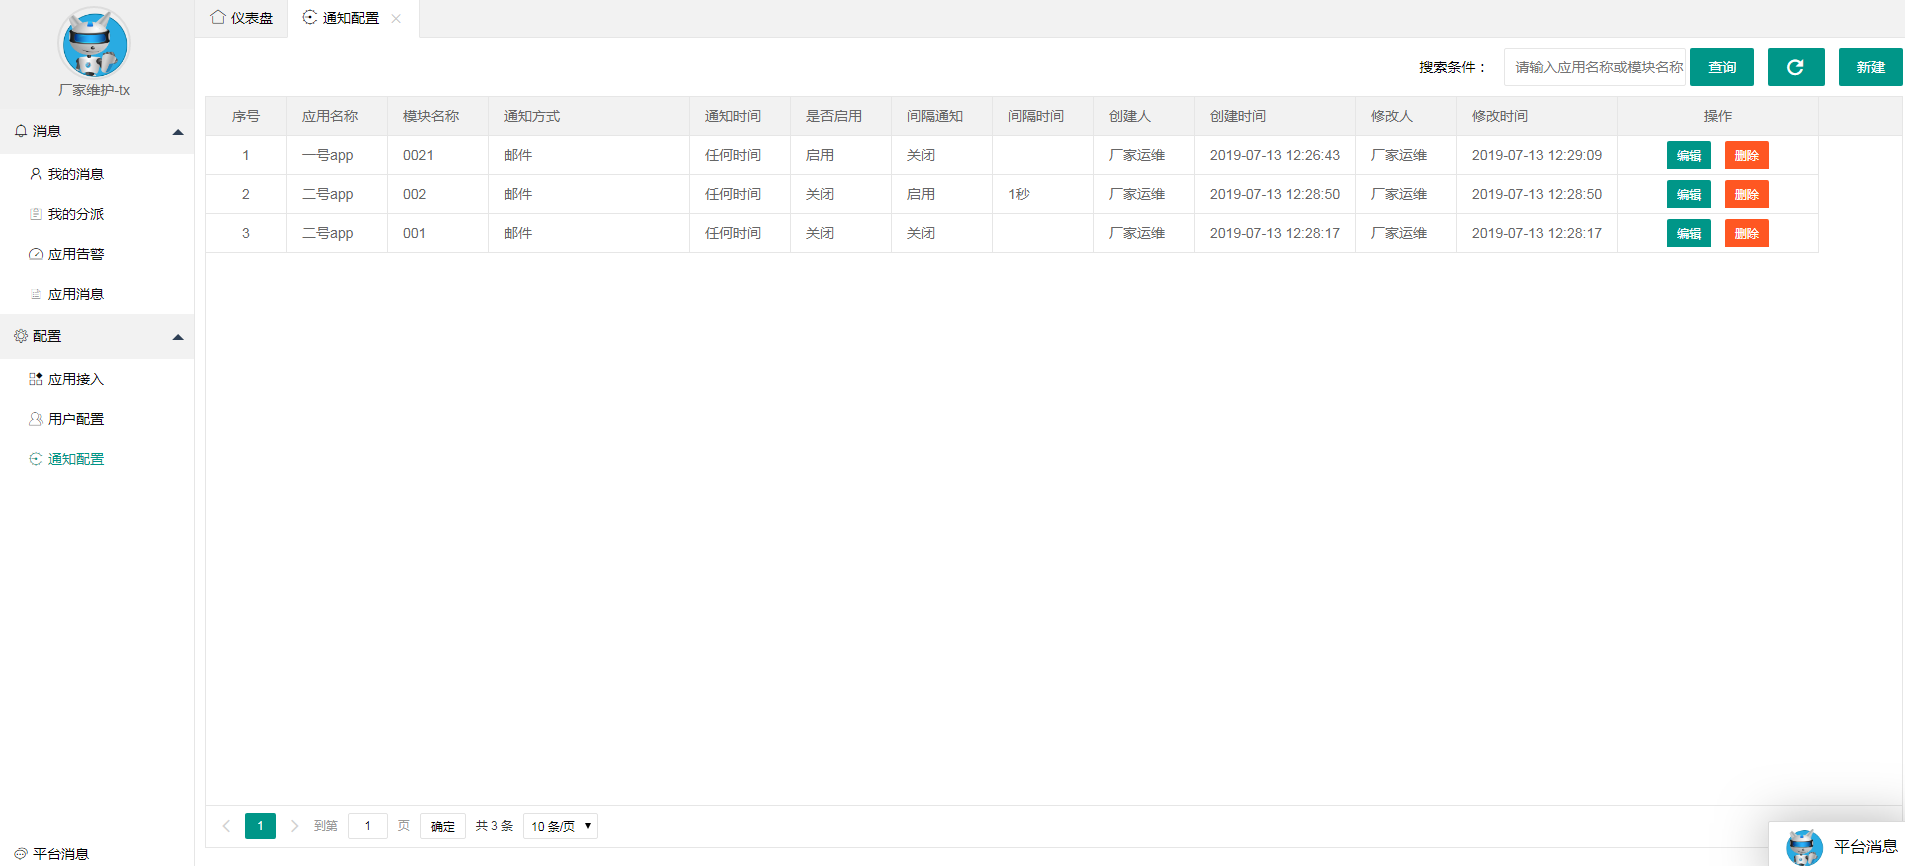 厂家维护-tx
消息
我的消息
我的分派
应用告警
应用消息
配置
应用接入
用户配置
通知配置
平台消息
仪表盘 通知配置
搜索条件： 请输入应用名称或模块名称 查询 新建
序号 应用名称 模块名称 通知方式 通知时间 是否启用 间隔通知 间隔时间 创建人 创建时间 修改人 修改时间 操作
1 一号app 0021 邮件 任何时间 启用 关闭 厂家运维 2019-07-13 12:26:43 厂家运维 2019-07-13 12:29:09 编辑 删除
2 二号app 002 邮件 任何时间 关闭 启用 1秒 厂家运维 2019-07-13 12:28:50 厂家运维 2019-07-13 12:28:50 编辑 删除
3 二号app 001 邮件 任何时间 关闭 关闭 厂家运维 2019-07-13 12:28:17 厂家运维 2019-07-13 12:28:17 编辑 删除
1 到第 1 页 确定 共 3 条 10 条/页
平台消息